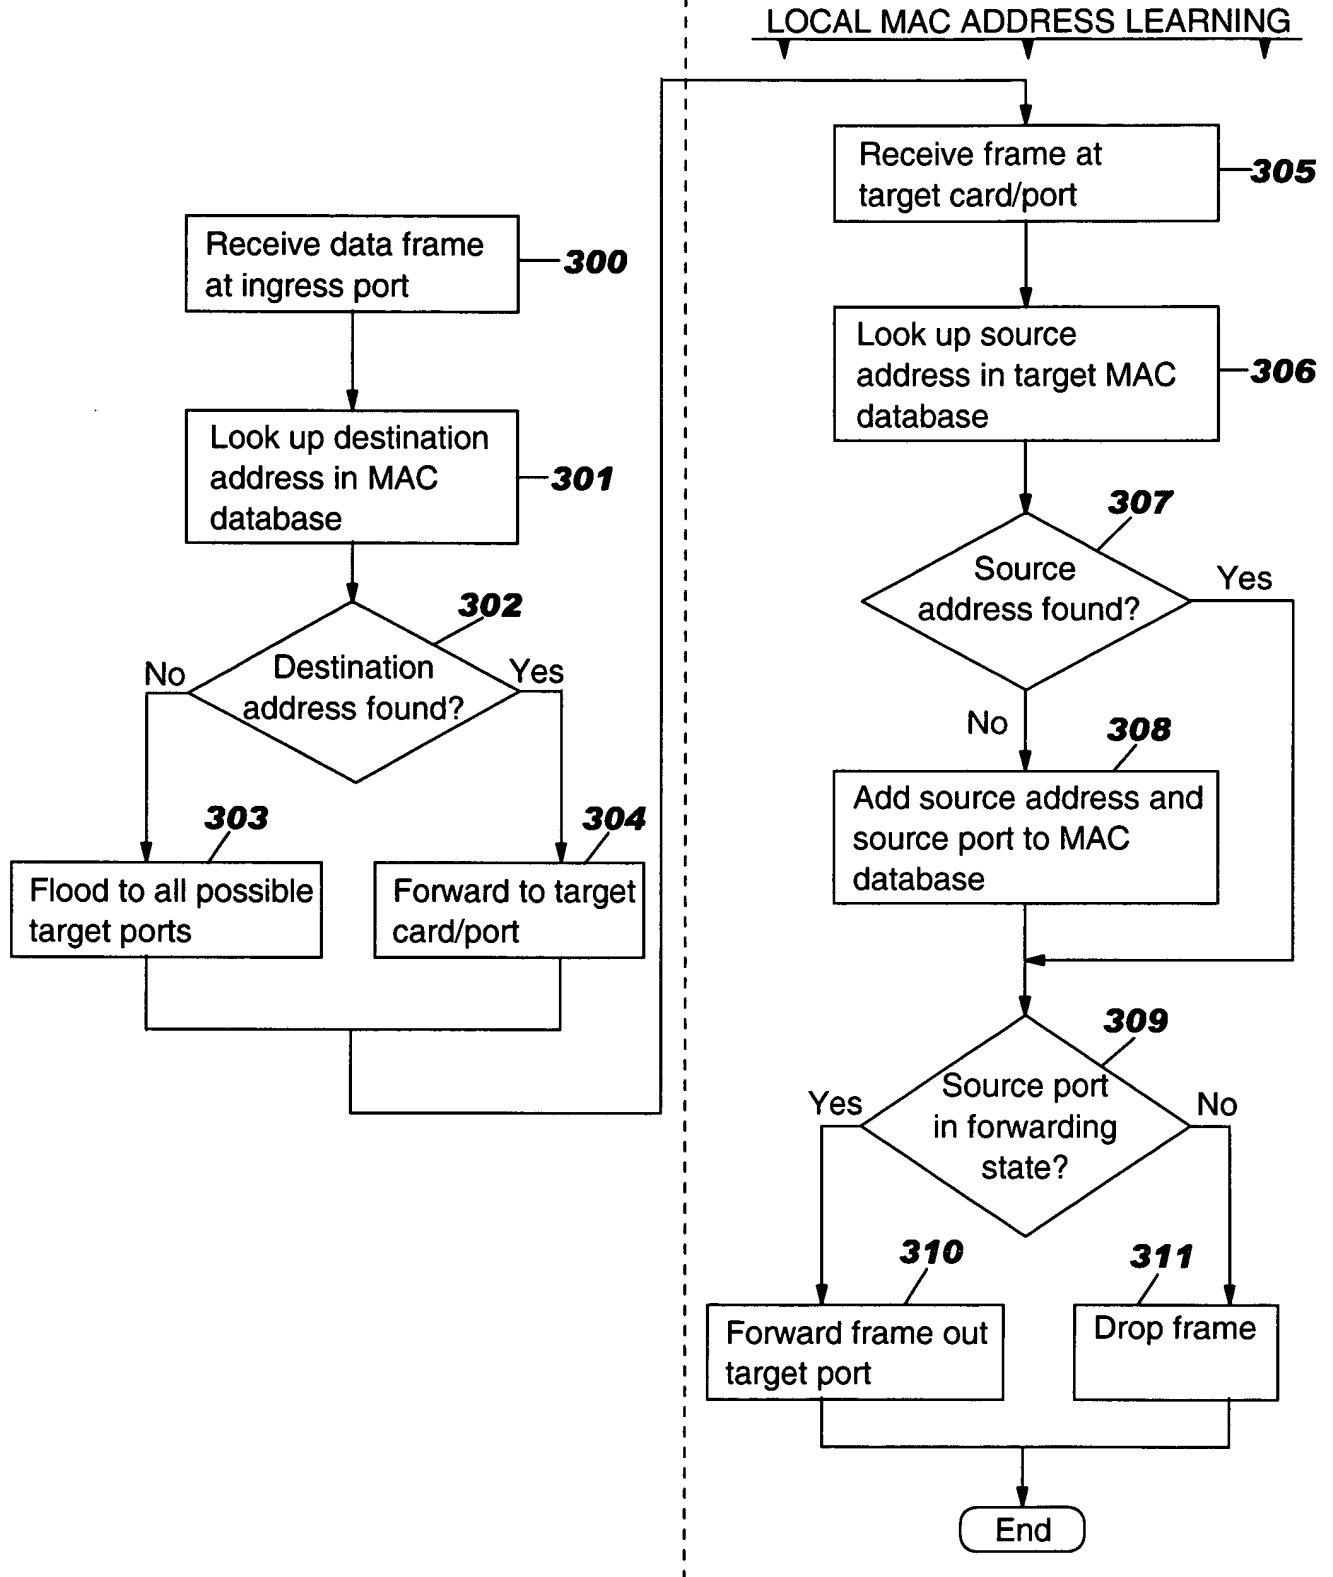 LOCAL MAC ADDRESS LEARNING
Receive data frame
at ingress port
300
Look up destination
address in MAC
database
301
302
Destination
address found?
No
Yes
303
Flood to all possible
target ports
304
Forward to target
card/port
Receive frame at
target card/port
305
Look up source
address in target MAC
database
306
307
Source
address found?
Yes
No
308
Add source address and
source port to MAC
database
309
Source port
in forwarding
state?
Yes
No
310
Forward frame out
target port
311
Drop frame
End